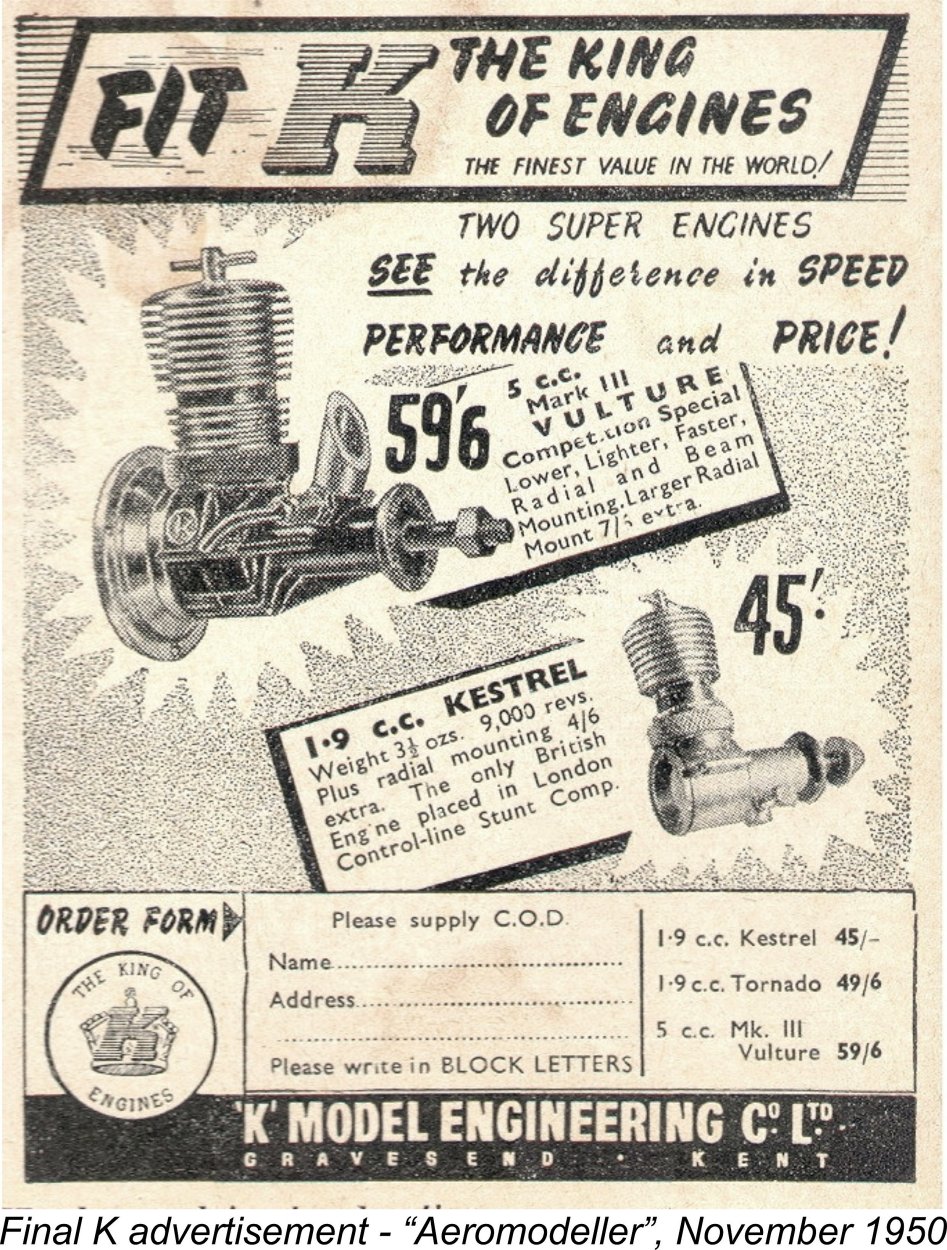 FIT K THE KING
OF ENGINES
THE FINEST VALUE IN THE WORLD!
TWO SUPER ENGINES
SEE the difference in SPEED
PERFORMANCE and PRICE!
59'6
5 c.c.
Mark III
VULTURE
Competition Special
Lower, Lighter, Faster,
Radial and Beam
Mounting. Larger Radial
Mount extra.
45'
1·9 c.c. KESTREL
Weight 3½ ozs. 9,000 revs.
Plus radial mounting 4/6
extra. The only British
Engine placed in London
Control-line Stunt Comp.
ORDER FORM
THE KING OF
K
ENGINES
Please supply C.O.D.
Name
Address
Please write in BLOCK LETTERS
1·9 c.c. Kestrel 45/-
1·9 c.c. Tornado 49/6
5 c.c. Mk. III
Vulture 59/6
'K' MODEL ENGINEERING Co. LTD.
GRAVESEND · KENT
Final K advertisement - “Aeromodeller”, November 1950